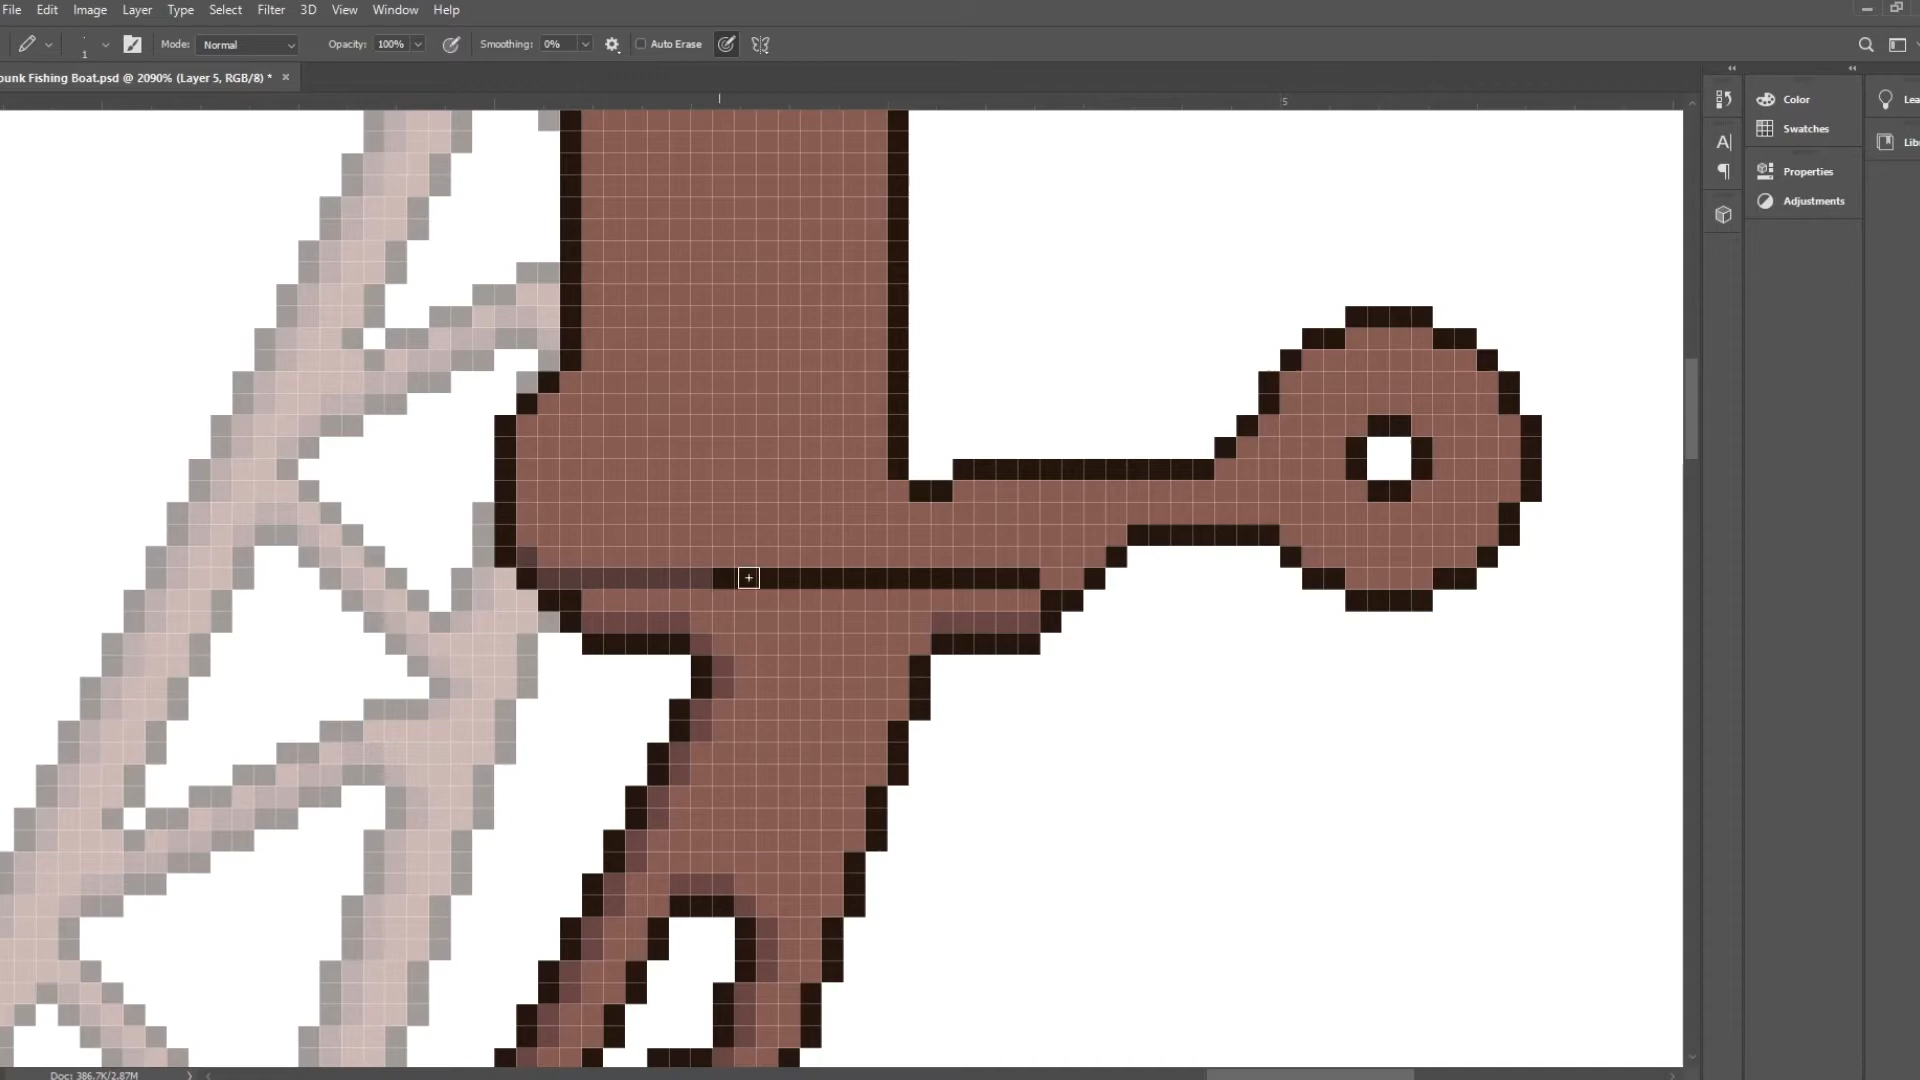 File Edit Image Layer Type Select Filter 3D View Window Help
1 Mode: Normal Opacity: 100% Smoothing: 0% Auto Erase
Fishing Boat.psd @ 2090% (Layer 5, RGB/8) *
5
Color
Swatches
Properties
Adjustments
Doc: 386.7K/2.87M